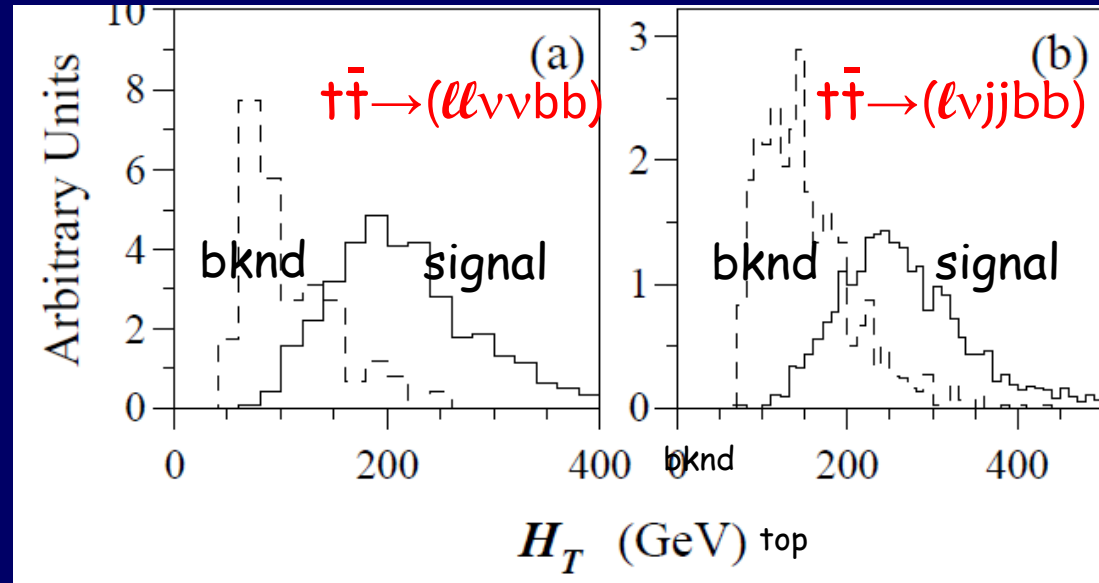 Arbitrary Units
10
8
6
4
2
0
(a)
tt̄→(ℓℓννbb)
bknd
signal
0
200
400
3
2
1
0
(b)
tt̄→(ℓνjjbb)
bknd
signal
0
bknd
200
400
H_T (GeV) top